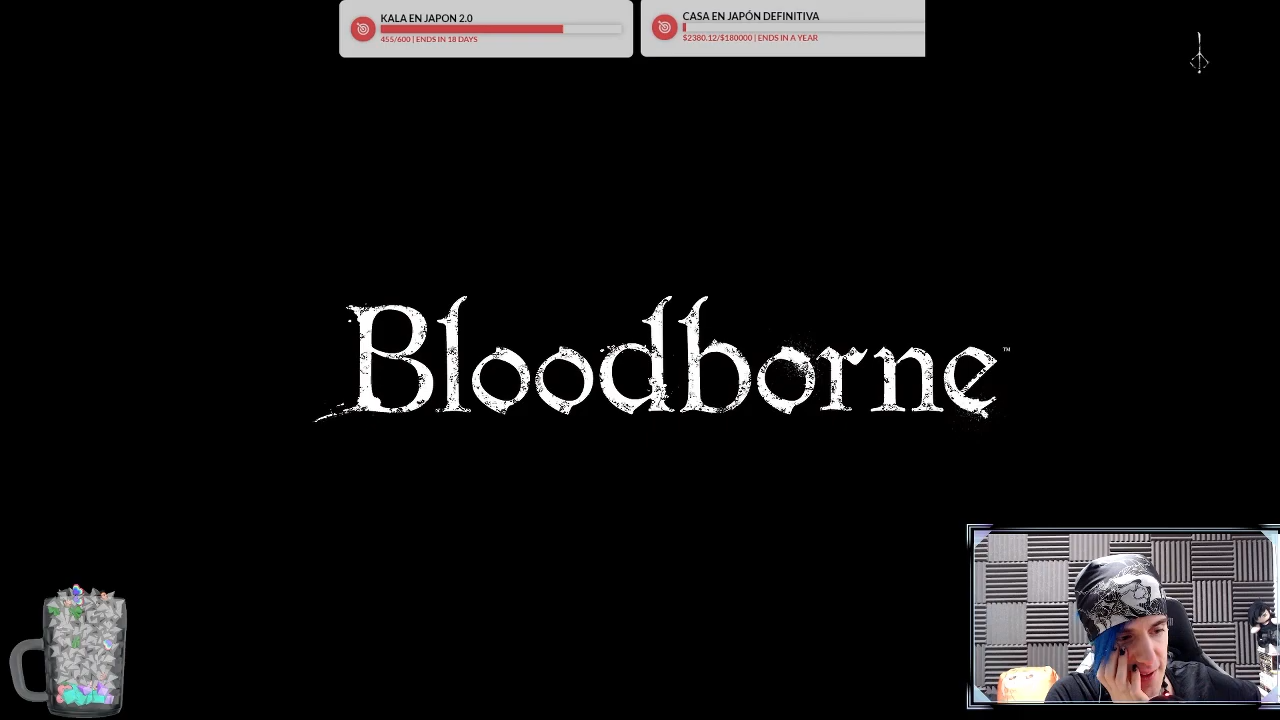 KALA EN JAPON 2.0
455/600 | ENDS IN 18 DAYS
CASA EN JAPÓN DEFINITIVA
$2380.12/$180000 | ENDS IN A YEAR
Bloodborne™